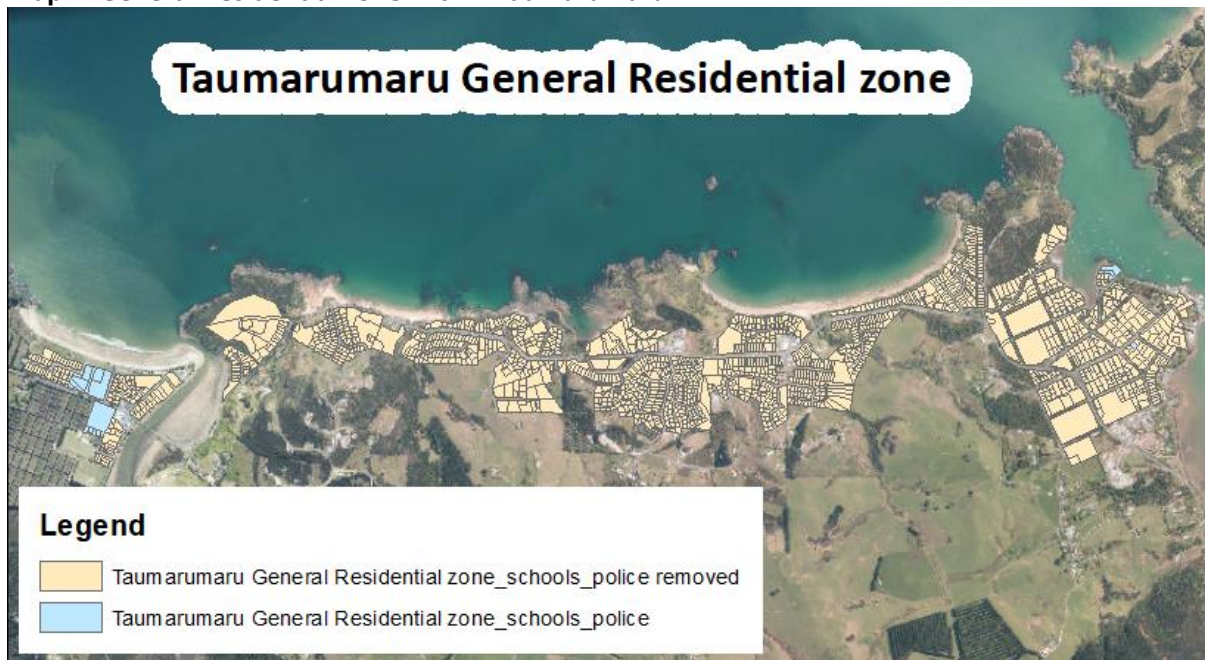 Taumarumaru General Residential zone
Legend
Taumarumaru General Residential zone_schools_police removed
Taumarumaru General Residential zone_schools_police